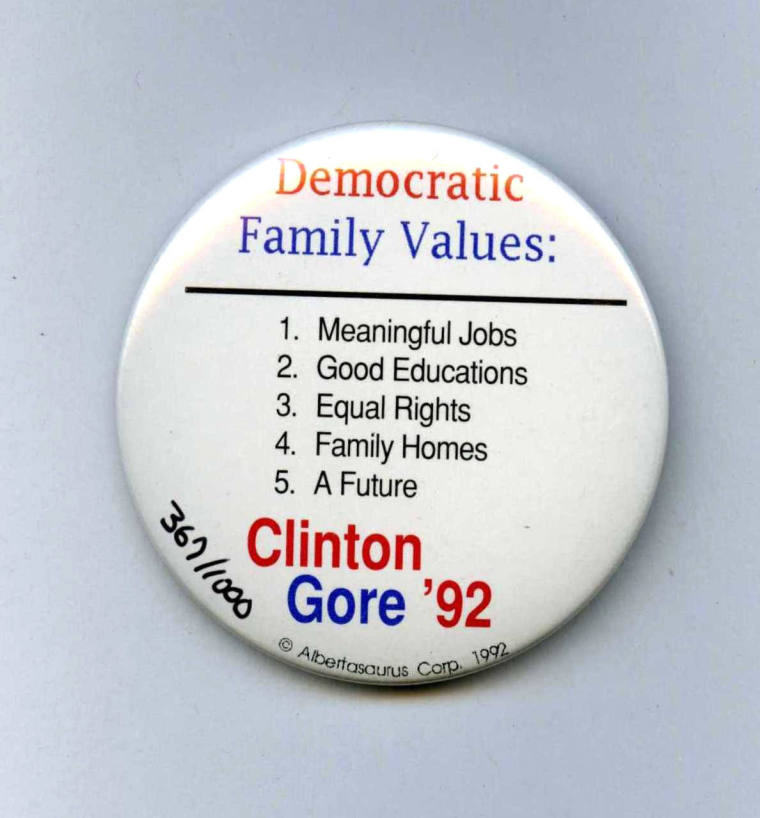 Democratic
Family Values:
1. Meaningful Jobs
2. Good Educations
3. Equal Rights
4. Family Homes
5. A Future
Clinton
Gore '92
367/1000
© Albertasaurus Corp. 1992